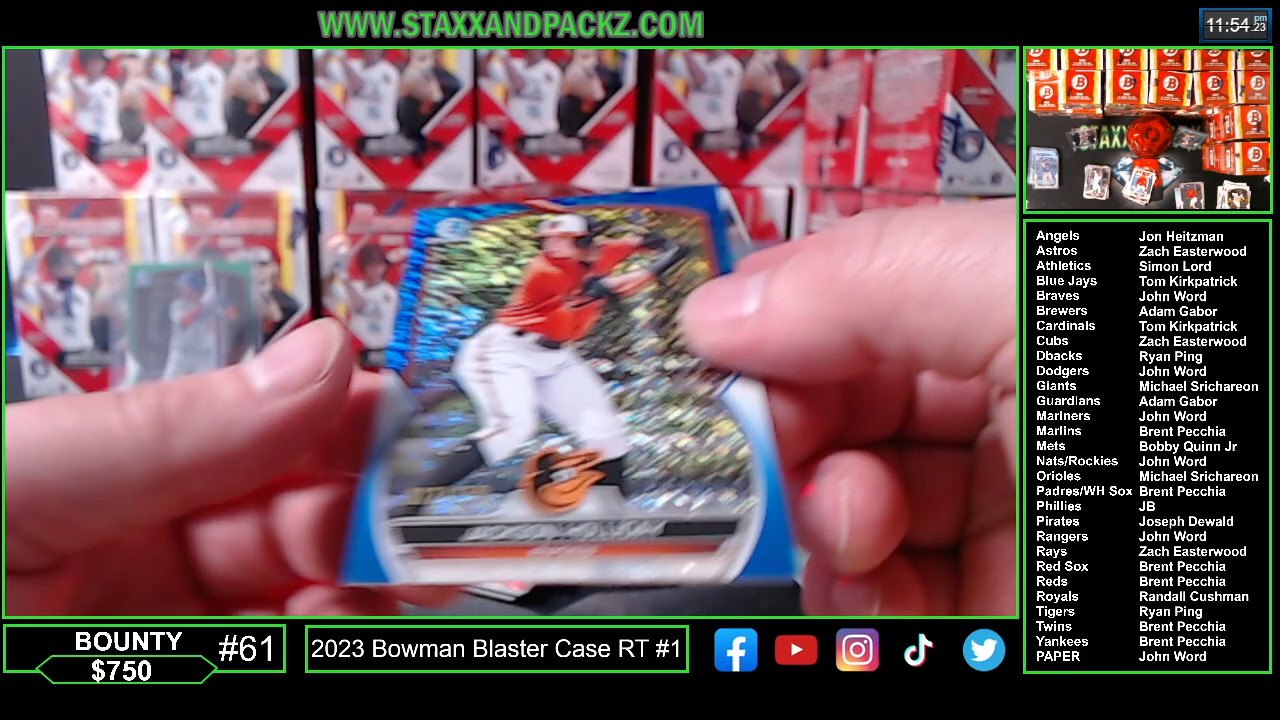 WWW.STAXXANDPACKZ.COM
11:54 pm .23
Angels Jon Heitzman
Astros Zach Easterwood
Athletics Simon Lord
Blue Jays Tom Kirkpatrick
Braves John Word
Brewers Adam Gabor
Cardinals Tom Kirkpatrick
Cubs Zach Easterwood
Dbacks Ryan Ping
Dodgers John Word
Giants Michael Srichareon
Guardians Adam Gabor
Mariners John Word
Marlins Brent Pecchia
Mets Bobby Quinn Jr
Nats/Rockies John Word
Orioles Michael Srichareon
Padres/WH Sox Brent Pecchia
Phillies JB
Pirates Joseph Dewald
Rangers John Word
Rays Zach Easterwood
Red Sox Brent Pecchia
Reds Brent Pecchia
Royals Randall Cushman
Tigers Ryan Ping
Twins Brent Pecchia
Yankees Brent Pecchia
PAPER John Word
JACKSON HOLLIDAY
BOUNTY
$750
#61
2023 Bowman Blaster Case RT #1